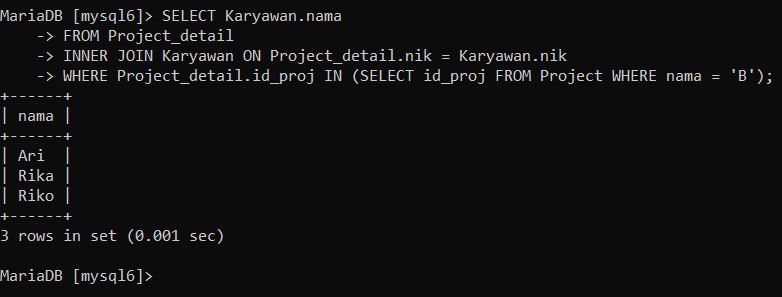 MariaDB [mysql6]> SELECT Karyawan.nama
    -> FROM Project_detail
    -> INNER JOIN Karyawan ON Project_detail.nik = Karyawan.nik
    -> WHERE Project_detail.id_proj IN (SELECT id_proj FROM Project WHERE nama = 'B');
+------+
| nama |
+------+
| Ari  |
| Rika |
| Riko |
+------+
3 rows in set (0.001 sec)

MariaDB [mysql6]>